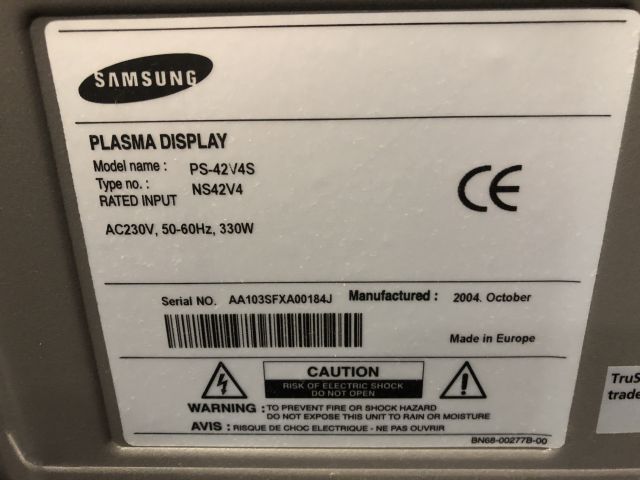 SAMSUNG
PLASMA DISPLAY
Model name : PS-42V4S
Type no. : NS42V4
RATED INPUT
AC230V, 50-60Hz, 330W
CE
Serial NO. AA103SFXA00184J Manufactured : 2004. October
Made in Europe
CAUTION
RISK OF ELECTRIC SHOCK
DO NOT OPEN
WARNING : TO PREVENT FIRE OR SHOCK HAZARD
DO NOT EXPOSE THIS UNIT TO RAIN OR MOISTURE
AVIS : RISQUE DE CHOC ELECTRIQUE - NE PAS OUVRIR
BN68-00277B-00
TruS
trade